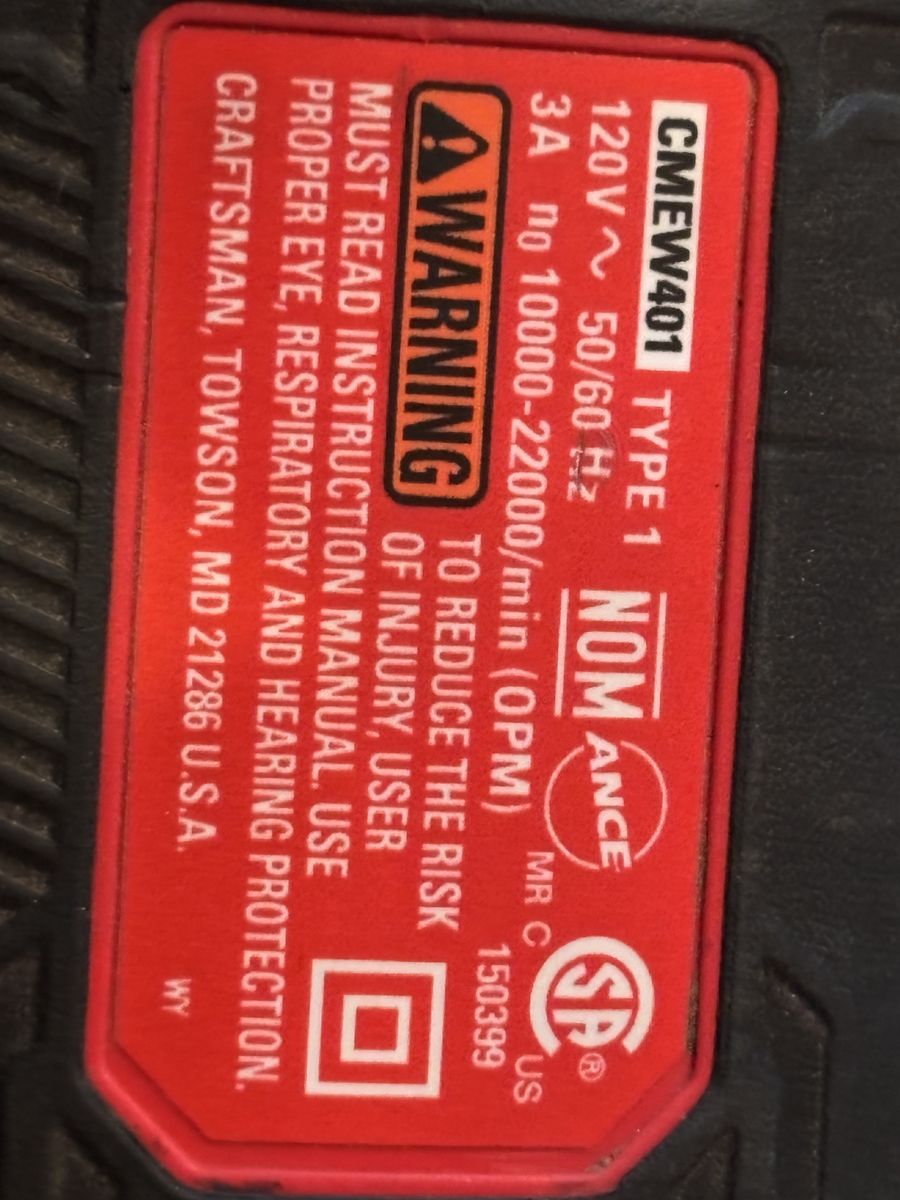 CMEW401 TYPE 1
120V ~ 50/60 Hz
3A n0 10000-22000/min (OPM)
NOM ANCE
MR C SA® US
150399
WARNING TO REDUCE THE RISK
OF INJURY, USER
MUST READ INSTRUCTION MANUAL. USE
PROPER EYE, RESPIRATORY AND HEARING PROTECTION.
CRAFTSMAN, TOWSON, MD 21286 U.S.A.
WY